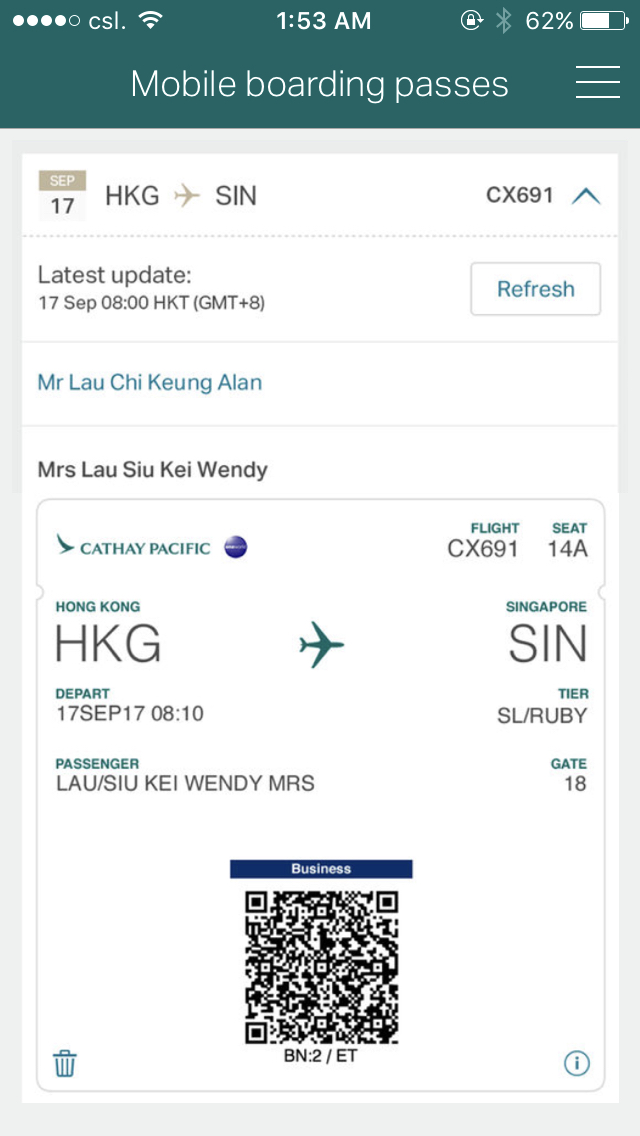 csl. 1:53 AM 62%
Mobile boarding passes
SEP
17
HKG SIN CX691
Latest update:
17 Sep 08:00 HKT (GMT+8)
Refresh
Mr Lau Chi Keung Alan
Mrs Lau Siu Kei Wendy
CATHAY PACIFIC
FLIGHT SEAT
CX691 14A
HONG KONG SINGAPORE
HKG SIN
DEPART TIER
17SEP17 08:10 SL/RUBY
PASSENGER GATE
LAU/SIU KEI WENDY MRS 18
Business
BN:2 / ET